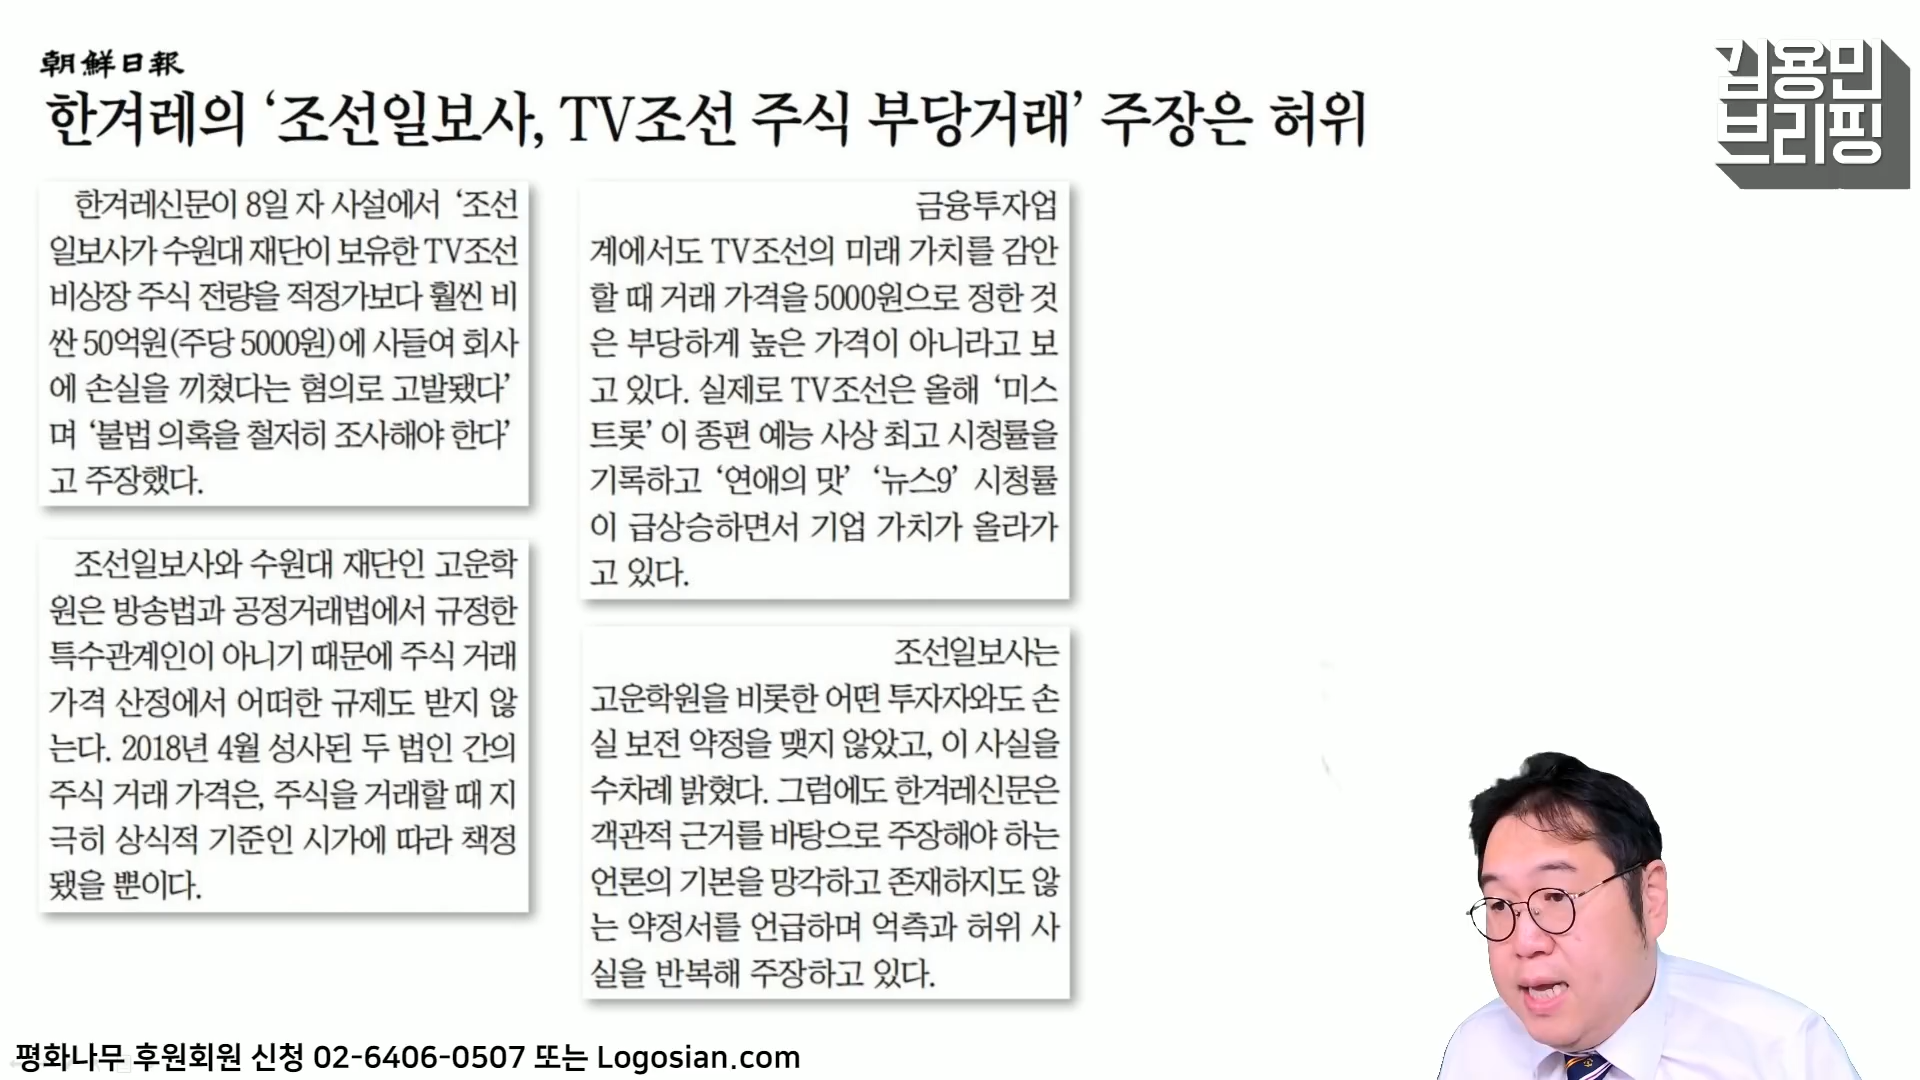 朝鮮日報
한겨레의 ‘조선일보사, TV조선 주식 부당거래’ 주장은 허위
김용민
브리핑
한겨레신문이 8일 자 사설에서 ‘조선
일보사가 수원대 재단이 보유한 TV조선
비상장 주식 전량을 적정가보다 훨씬 비
싼 50억원(주당 5000원)에 사들여 회사
에 손실을 끼쳤다는 혐의로 고발됐다’
며 ‘불법 의혹을 철저히 조사해야 한다’
고 주장했다.
조선일보사와 수원대 재단인 고운학
원은 방송법과 공정거래법에서 규정한
특수관계인이 아니기 때문에 주식 거래
가격 산정에서 어떠한 규제도 받지 않
는다. 2018년 4월 성사된 두 법인 간의
주식 거래 가격은, 주식을 거래할 때 지
극히 상식적 기준인 시가에 따라 책정
됐을 뿐이다.
금융투자업
계에서도 TV조선의 미래 가치를 감안
할 때 거래 가격을 5000원으로 정한 것
은 부당하게 높은 가격이 아니라고 보
고 있다. 실제로 TV조선은 올해 ‘미스
트롯’이 종편 예능 사상 최고 시청률을
기록하고 ‘연애의 맛’ ‘뉴스9’ 시청률
이 급상승하면서 기업 가치가 올라가
고 있다.
조선일보사는
고운학원을 비롯한 어떤 투자자와도 손
실 보전 약정을 맺지 않았고, 이 사실을
수차례 밝혔다. 그럼에도 한겨레신문은
객관적 근거를 바탕으로 주장해야 하는
언론의 기본을 망각하고 존재하지도 않
는 약정서를 언급하며 억측과 허위 사
실을 반복해 주장하고 있다.
평화나무 후원회원 신청 02-6406-0507 또는 Logosian.com